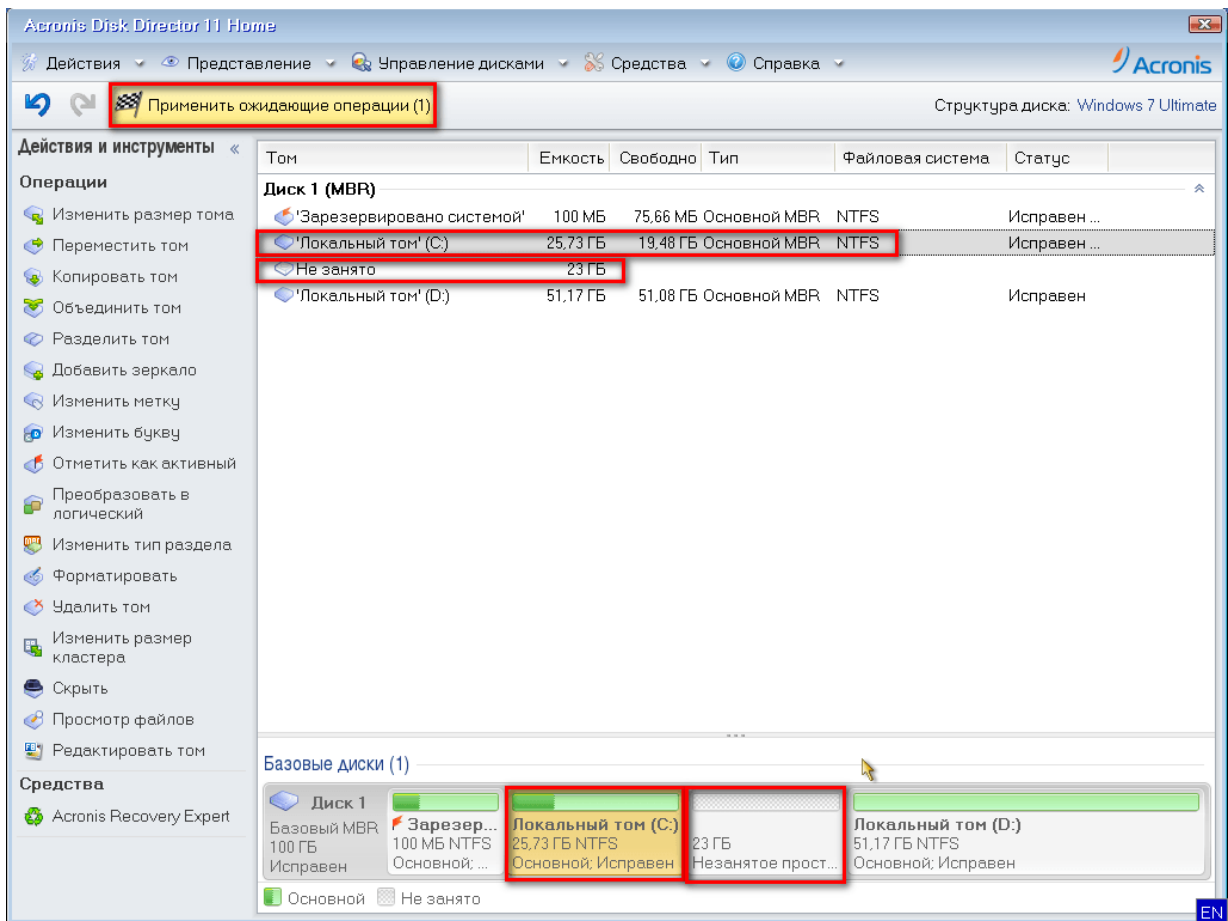 Acronis Disk Director 11 Home
Действия Представление Управление дисками Средства Справка
Acronis
Применить ожидающие операции (1)
Структура диска: Windows 7 Ultimate
Действия и инструменты «
Операции
Изменить размер тома
Переместить том
Копировать том
Объединить том
Разделить том
Добавить зеркало
Изменить метку
Изменить букву
Отметить как активный
Преобразовать в
логический
Изменить тип раздела
Форматировать
Удалить том
Изменить размер
кластера
Скрыть
Просмотр файлов
Редактировать том
Средства
Acronis Recovery Expert
Том Емкость Свободно Тип Файловая система Статус
Диск 1 (MBR)
'Зарезервировано системой' 100 МБ 75,66 МБ Основной MBR NTFS Исправен ...
'Локальный том' (C:) 25,73 ГБ 19,48 ГБ Основной MBR NTFS Исправен ...
Не занято 23 ГБ
'Локальный том' (D:) 51,17 ГБ 51,08 ГБ Основной MBR NTFS Исправен
Базовые диски (1)
Диск 1
Базовый MBR
100 ГБ
Исправен
Зарезер...
100 МБ NTFS
Основной; ...
Локальный том (C:)
25,73 ГБ NTFS
Основной; Исправен
23 ГБ
Незанятое прост...
Локальный том (D:)
51,17 ГБ NTFS
Основной; Исправен
Основной Не занято
EN